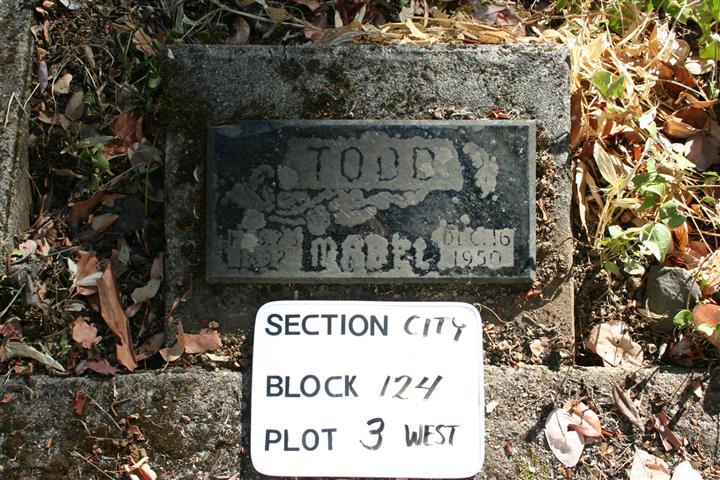 TODD
MABEL
DEC. 16
1950
SECTION CITY
BLOCK 124
PLOT 3 WEST